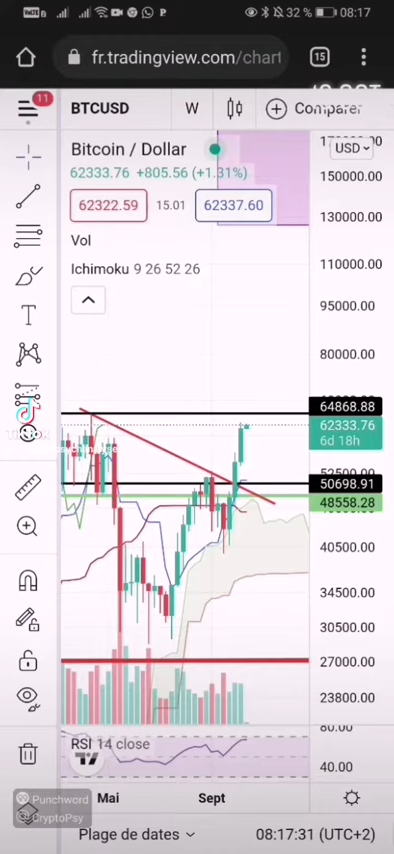 32 % 08:17
fr.tradingview.com/chart
15
11
BTCUSD
W
Comparer
Bitcoin / Dollar
USD
62333.76 +805.56 (+1.31%)
62322.59
15.01
62337.60
Vol
Ichimoku 9 26 52 26
150000.00
130000.00
110000.00
95000.00
80000.00
64868.88
62333.76
6d 18h
50698.91
48558.28
40500.00
34500.00
30500.00
27000.00
23800.00
80.00
RSI 14 close
40.00
Punchword
CryptoPsy
Mai
Sept
Plage de dates
08:17:31 (UTC+2)